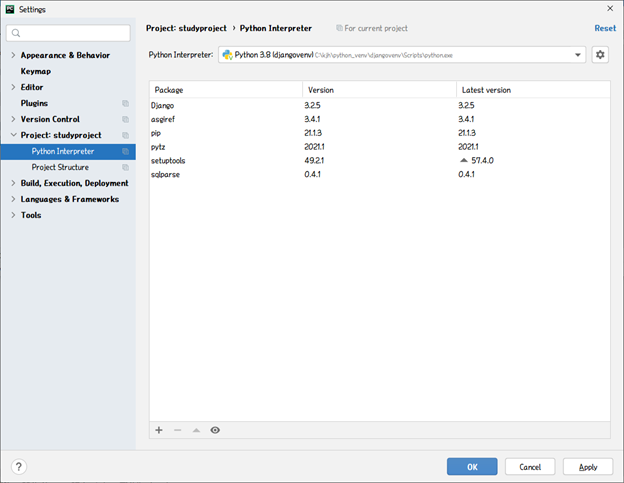 PC Settings
Project: studyproject › Python Interpreter For current project Reset
Appearance & Behavior
Keymap
Editor
Plugins
Version Control
Project: studyproject
Python Interpreter
Project Structure
Build, Execution, Deployment
Languages & Frameworks
Tools
Python Interpreter: Python 3.8 (djangovenv) C:\kjh\python_venv\djangovenv\Scripts\python.exe
Package Version Latest version
Django 3.2.5 3.2.5
asgiref 3.4.1 3.4.1
pip 21.1.3 21.1.3
pytz 2021.1 2021.1
setuptools 49.2.1 57.4.0
sqlparse 0.4.1 0.4.1
?
OK Cancel Apply